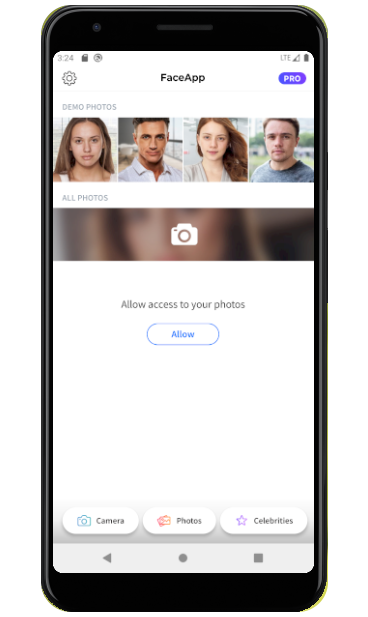 3:24 LTE
FaceApp PRO
DEMO PHOTOS
ALL PHOTOS
Allow access to your photos
Allow
Camera Photos Celebrities